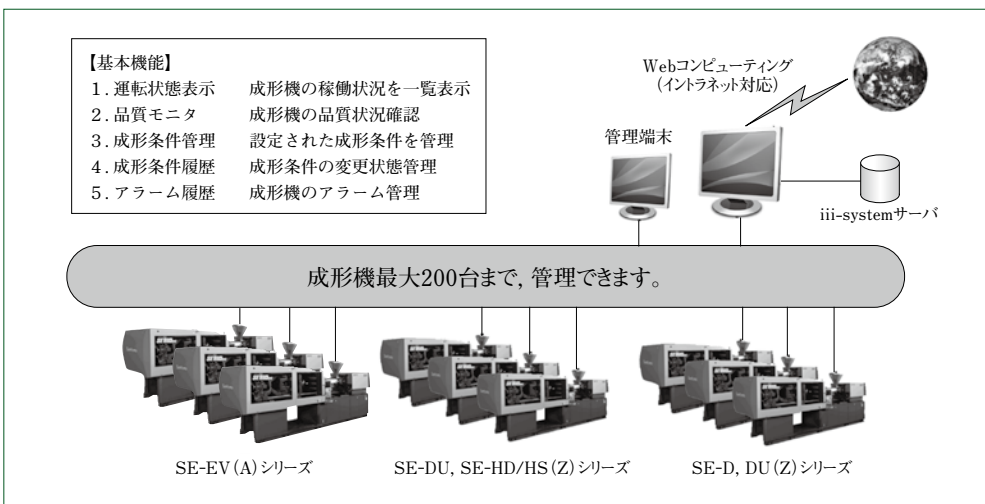 【基本機能】
1.運転状態表示 成形機の稼働状況を一覧表示
2.品質モニタ 成形機の品質状況確認
3.成形条件管理 設定された成形条件を管理
4.成形条件履歴 成形条件の変更状態管理
5.アラーム履歴 成形機のアラーム管理
Webコンピューティング
(イントラネット対応)
管理端末
iii-systemサーバ
成形機最大200台まで,管理できます。
SE-EV(A)シリーズ
SE-DU, SE-HD/HS(Z)シリーズ
SE-D, DU(Z)シリーズ